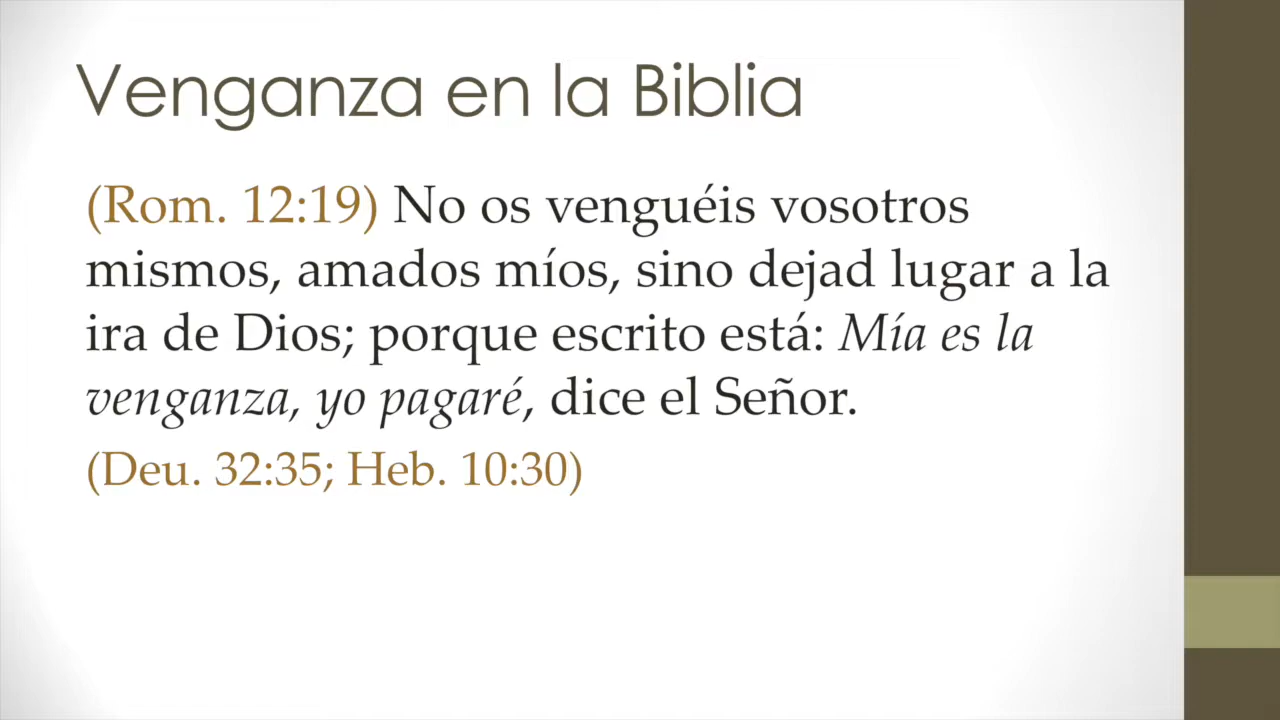 Venganza en la Biblia
(Rom. 12:19) No os venguéis vosotros
mismos, amados míos, sino dejad lugar a la
ira de Dios; porque escrito está: Mía es la
venganza, yo pagaré, dice el Señor.
(Deu. 32:35; Heb. 10:30)